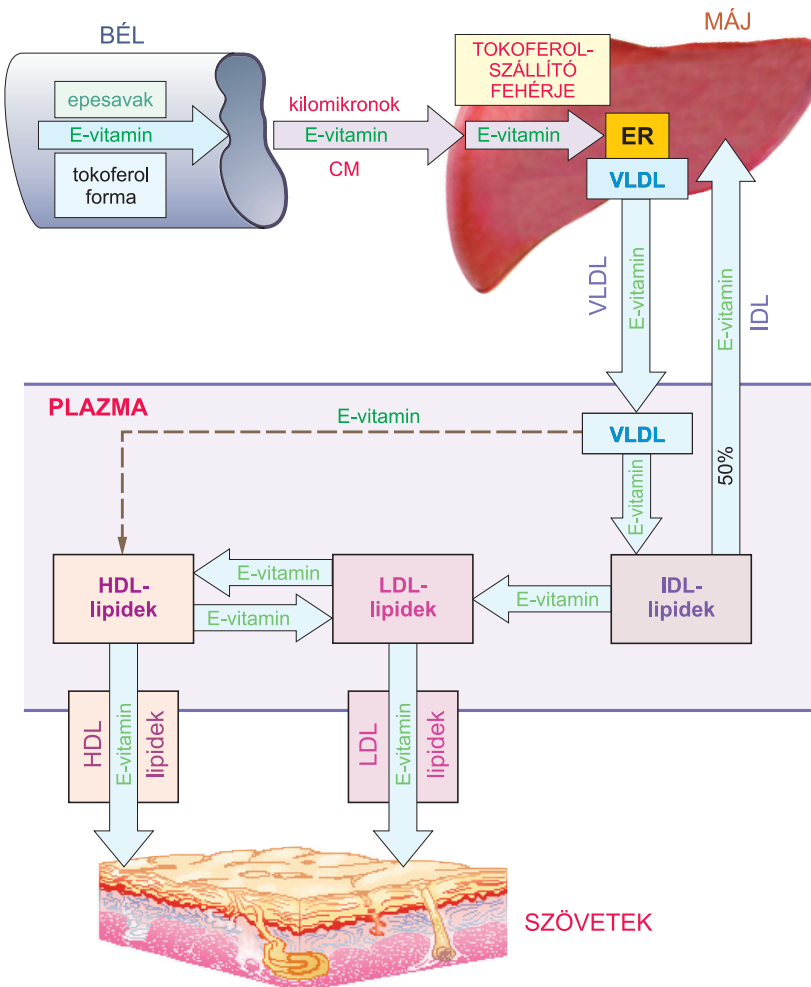 BÉL
MÁJ
epesavak
E-vitamin
tokoferol
forma
kilomikronok
E-vitamin
CM
TOKOFEROL-
SZÁLLÍTÓ
FEHÉRJE
E-vitamin
ER
VLDL
VLDL
E-vitamin
E-vitamin
IDL
50%
PLAZMA
E-vitamin
VLDL
E-vitamin
HDL-
lipidek
E-vitamin
E-vitamin
LDL-
lipidek
E-vitamin
IDL-
lipidek
HDL
E-vitamin
lipidek
LDL
E-vitamin
lipidek
SZÖVETEK